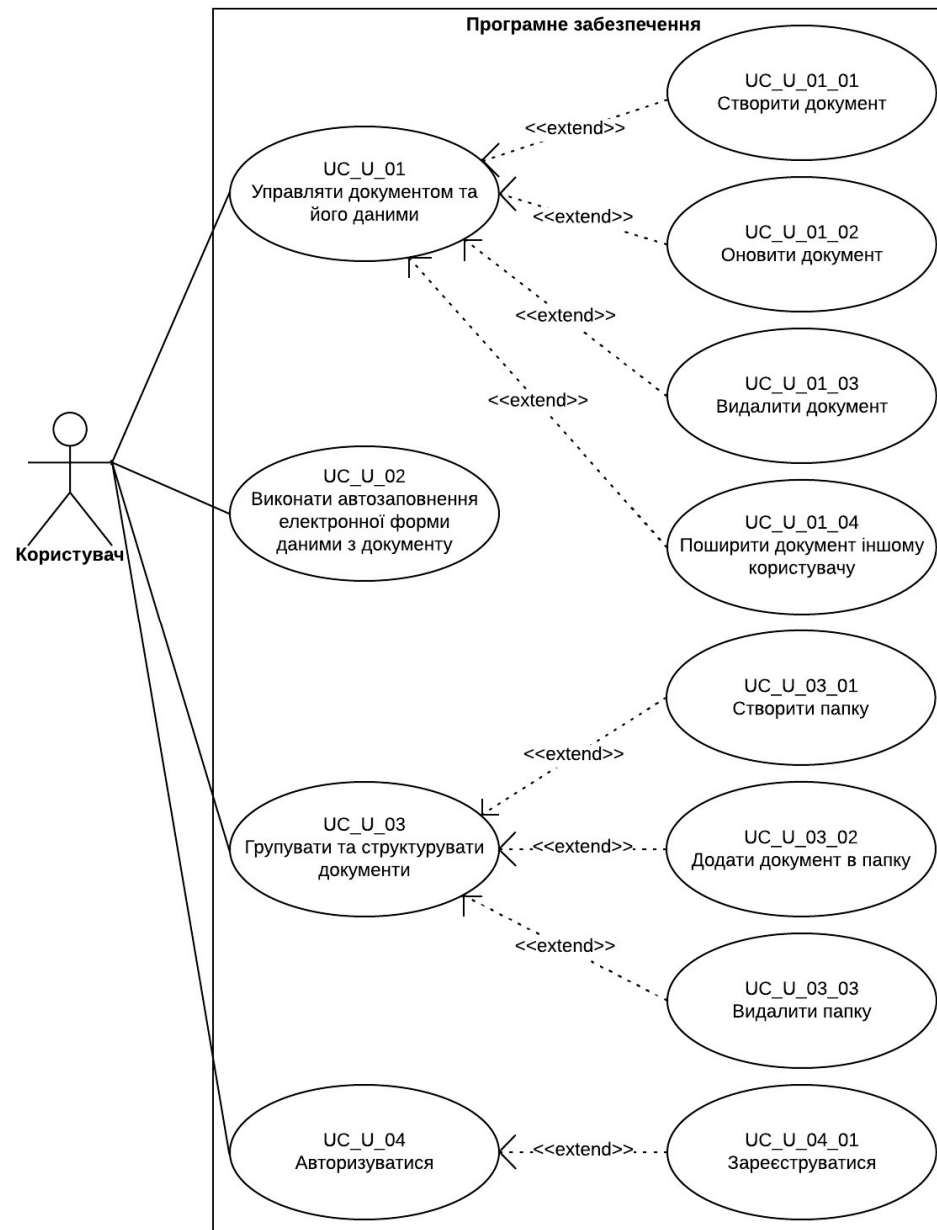 Програмне забезпечення
UC_U_01_01
Створити документ
<<extend>>
UC_U_01
Управляти документом та
його даними
<<extend>>
UC_U_01_02
Оновити документ
<<extend>>
UC_U_01_03
Видалити документ
<<extend>>
UC_U_02
Виконати автозаповнення
електронної форми
даними з документу
UC_U_01_04
Поширити документ іншому
користувачу
Користувач
UC_U_03_01
Створити папку
<<extend>>
UC_U_03
Групувати та структурувати
документи
<<extend>>
UC_U_03_02
Додати документ в папку
<<extend>>
UC_U_03_03
Видалити папку
UC_U_04
Авторизуватися
<<extend>>
UC_U_04_01
Зареєструватися